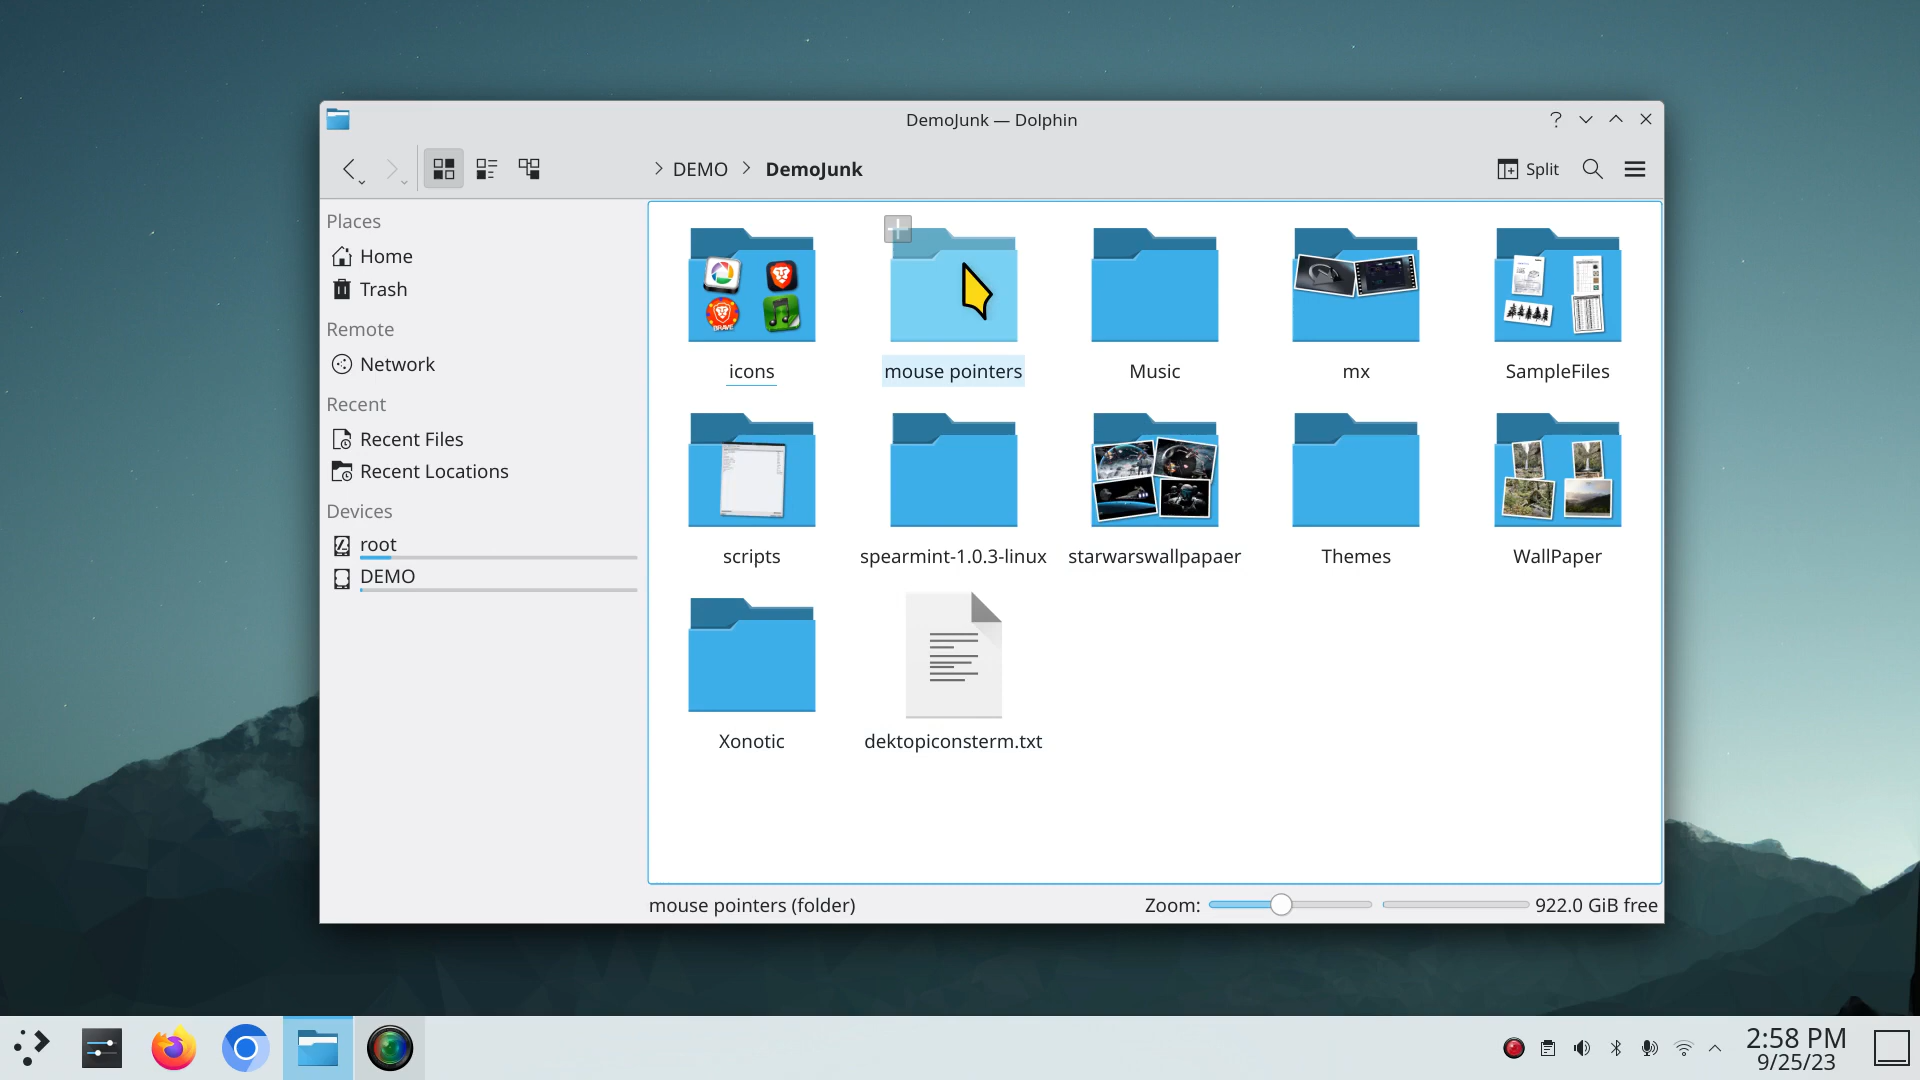 DemoJunk — Dolphin
DEMO
DemoJunk
Split
Places
Home
Trash
Remote
Network
Recent
Recent Files
Recent Locations
Devices
root
DEMO
icons
mouse pointers
Music
mx
SampleFiles
scripts
spearmint-1.0.3-linux
starwarswallpapaer
Themes
WallPaper
Xonotic
dektopiconsterm.txt
mouse pointers (folder)
Zoom:
922.0 GiB free
2:58 PM
9/25/23